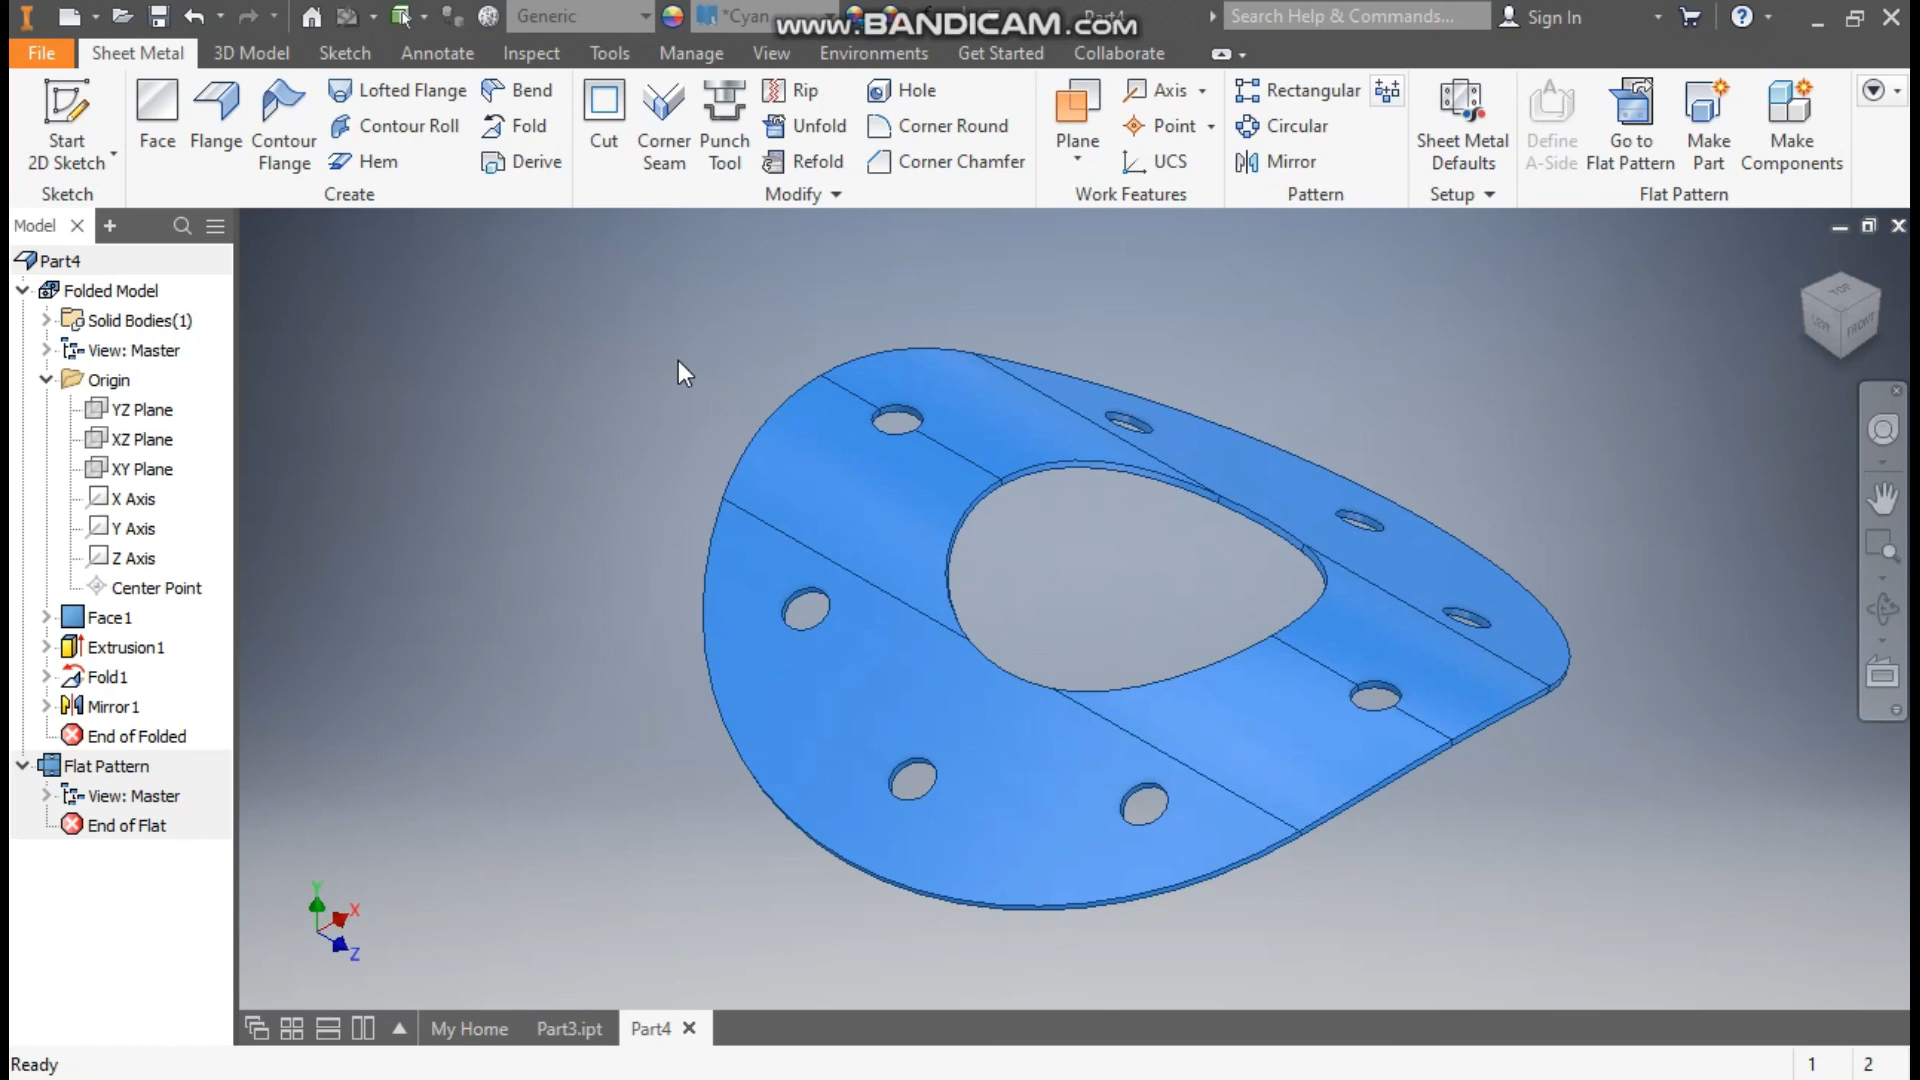 Generic
*Cyan
www.BANDICAM.com
Part4
Search Help & Commands...
Sign In
File
Sheet Metal
3D Model
Sketch
Annotate
Inspect
Tools
Manage
View
Environments
Get Started
Collaborate
Start
2D Sketch
Face
Flange
Contour
Flange
Lofted Flange
Contour Roll
Hem
Bend
Fold
Derive
Cut
Corner
Seam
Punch
Tool
Rip
Unfold
Refold
Hole
Corner Round
Corner Chamfer
Plane
Axis
Point
UCS
Rectangular
Circular
Mirror
Sheet Metal
Defaults
Define
A-Side
Go to
Flat Pattern
Make
Part
Make
Components
Sketch
Create
Modify
Work Features
Pattern
Setup
Flat Pattern
Model
Part4
Folded Model
Solid Bodies(1)
View: Master
Origin
YZ Plane
XZ Plane
XY Plane
X Axis
Y Axis
Z Axis
Center Point
Face1
Extrusion1
Fold1
Mirror1
End of Folded
Flat Pattern
View: Master
End of Flat
TOP
LEFT
FRONT
Y
X
Z
My Home
Part3.ipt
Part4
Ready
1
2